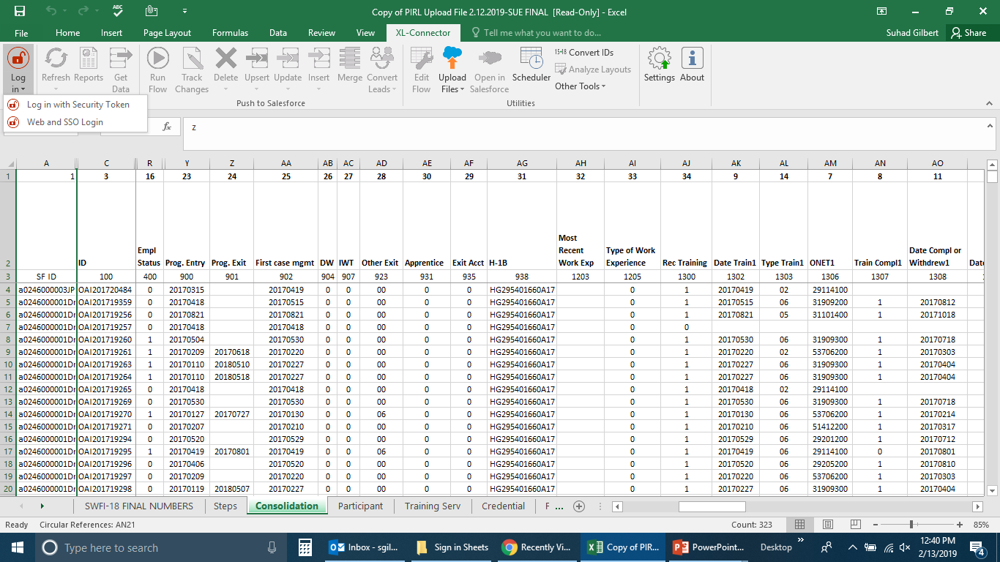 Copy of PIRL Upload File 2.12.2019-SUE FINAL [Read-Only] - Excel
File Home Insert Page Layout Formulas Data Review View XL-Connector Tell me what you want to do... Suhad Gilbert Share
Log in Refresh Reports Get Data Run Flow Track Changes Delete Upsert Update Insert Merge Convert Leads Edit Flow Upload Files Open in Salesforce Scheduler 15↔18 Convert IDs Analyze Layouts Other Tools Settings About
Push to Salesforce Utilities
Log in with Security Token
Web and SSO Login
fx z
A C R Y Z AA AB AC AD AE AF AG AH AI AJ AK AL AM AN AO
1 1 3 16 23 24 25 26 27 28 30 29 31 32 33 34 9 14 7 8 11
2 ID Empl Status Prog. Entry Prog. Exit First case mgmt DW IWT Other Exit Apprentice Exit Acct H-1B Most Recent Work Exp Type of Work Experience Rec Training Date Train1 Type Train1 ONET1 Train Compl1 Date Compl or Withdrew1 Date
3 SF ID 100 400 900 901 902 904 907 923 931 935 938 1203 1205 1300 1302 1303 1306 1307 1308
4 a0246000003JP OAI201720484 0 20170315 20170419 0 0 00 0 0 HG295401660A17 0 1 20170419 02 29114100
5 a0246000001Dr OAI201719359 0 20170418 20170515 0 0 00 0 0 HG295401660A17 0 1 20170515 06 31909200 1 20170812
6 a0246000001Dr OAI201719256 0 20170821 20170821 0 0 00 0 0 HG295401660A17 0 1 20170821 05 31101400 1 20171018
7 a0246000001Dr OAI201719257 0 20170418 20170418 0 0 00 0 0 HG295401660A17 0 0
8 a0246000001Dr OAI201719260 1 20170504 20170530 0 0 00 0 0 HG295401660A17 0 1 20170530 06 31909300 1 20170718
9 a0246000001Dr OAI201719261 1 20170209 20170618 20170220 0 0 00 0 0 HG295401660A17 0 1 20170220 02 53706200 1 20170303
10 a0246000001Dr OAI201719263 1 20170110 20180510 20170227 0 0 00 0 0 HG295401660A17 0 1 20170227 06 31909300 1 20170404
11 a0246000001Dr OAI201719264 1 20170110 20180518 20170227 0 0 00 0 0 HG295401660A17 0 1 20170227 06 31909300 1 20170404
12 a0246000001Dr OAI201719265 0 20170418 20170418 0 0 00 0 0 HG295401660A17 0 1 20170418 02 29114100
13 a0246000001Dr OAI201719269 0 20170530 20170530 0 0 00 0 0 HG295401660A17 0 1 20170530 06 31909300 1 20170718
14 a0246000001Dr OAI201719270 1 20170127 20170727 20170130 0 0 06 0 0 HG295401660A17 0 1 20170130 06 53706200 1 20170214
15 a0246000001Dr OAI201719271 0 20170207 20170210 0 0 00 0 0 HG295401660A17 0 1 20170210 06 51412200 1 20170317
16 a0246000001Dr OAI201719294 0 20170520 20170529 0 0 00 0 0 HG295401660A17 0 1 20170529 06 29201200 1 20170712
17 a0246000001Dr OAI201719295 1 20170419 20170801 20170419 0 0 06 0 0 HG295401660A17 0 1 20170419 06 29114100 0 20170801
18 a0246000001Dr OAI201719296 0 20170406 20170520 0 0 00 0 0 HG295401660A17 0 1 20170520 06 29205200 1 20170810
19 a0246000001Dr OAI201719297 0 20170209 20170220 0 0 00 0 0 HG295401660A17 0 1 20170220 06 53706200 1 20170303
20 a0246000001Dr OAI201719298 0 20170119 20180507 20170227 0 0 00 0 0 HG295401660A17 0 1 20170227 06 31909300 1 20170404
SWFI-18 FINAL NUMBERS Steps Consolidation Participant Training Serv Credential F ...
Ready Circular References: AN21 Count: 323 85%
Type here to search Inbox - sgil... Sign in Sheets Recently Vi... Copy of PIR... PowerPoint... Desktop » 12:40 PM
2/13/2019 4